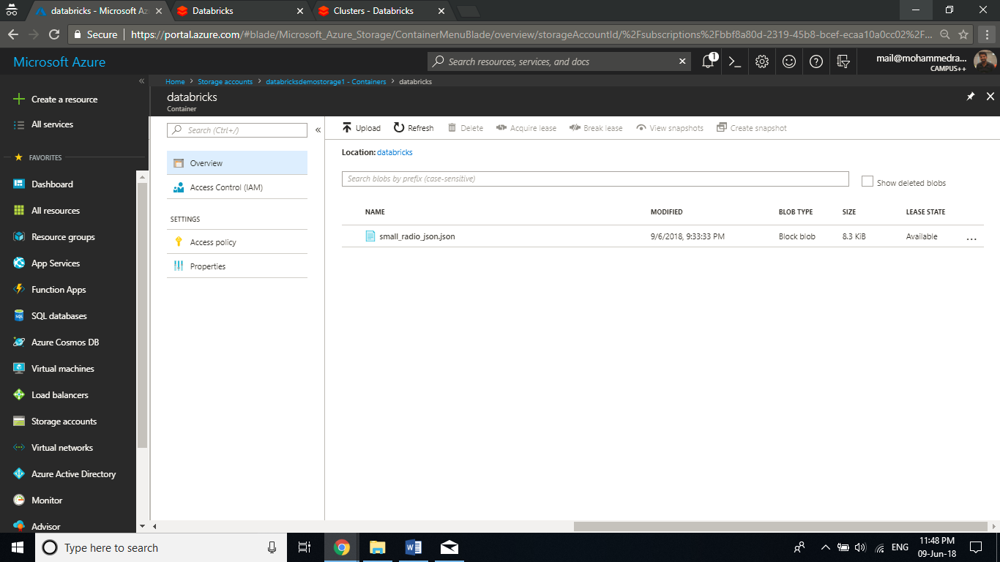 databricks - Microsoft Az
Databricks
Clusters - Databricks
Secure
https://portal.azure.com/#blade/Microsoft_Azure_Storage/ContainerMenuBlade/overview/storageAccountId/%2Fsubscriptions%2Fbbf8a80d-2319-45b8-bcef-ecaa10a0cc02%2F...
Microsoft Azure
Search resources, services, and docs
1
mail@mohammedra...
CAMPUS++
Home > Storage accounts > databricksdemostorage1 - Containers > databricks
databricks
Container
Create a resource
All services
FAVORITES
Dashboard
All resources
Resource groups
App Services
Function Apps
SQL databases
Azure Cosmos DB
Virtual machines
Load balancers
Storage accounts
Virtual networks
Azure Active Directory
Monitor
Advisor
Search (Ctrl+/)
Overview
Access Control (IAM)
SETTINGS
Access policy
Properties
Upload Refresh Delete Acquire lease Break lease View snapshots Create snapshot
Location: databricks
Search blobs by prefix (case-sensitive)
Show deleted blobs
NAME MODIFIED BLOB TYPE SIZE LEASE STATE
small_radio_json.json 9/6/2018, 9:33:33 PM Block blob 8.3 KiB Available ...
Type here to search
ENG
11:48 PM
09-Jun-18